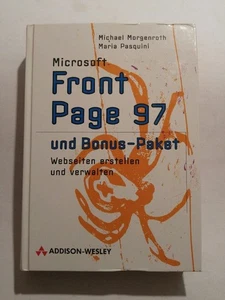 Michael Morgenroth
Maria Pasquini
Microsoft
Front
Page 97
und Bonus-Paket
Webseiten erstellen
und verwalten
ADDISON-WESLEY